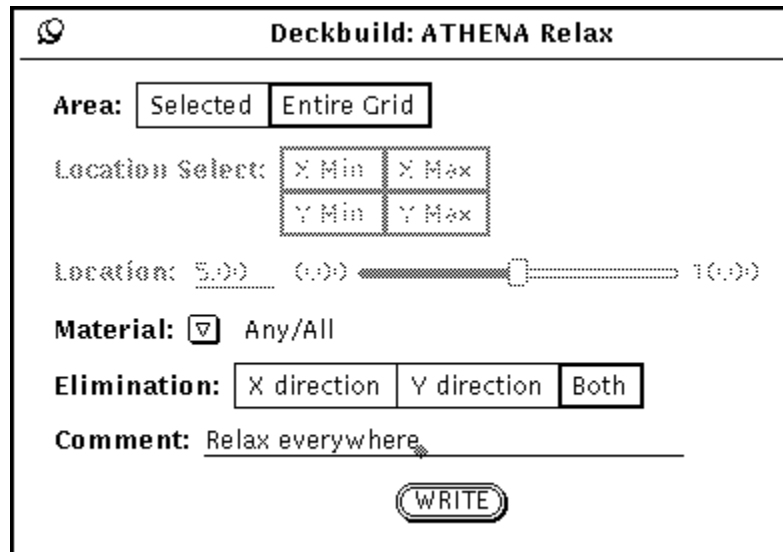 Deckbuild: ATHENA Relax
Area: Selected Entire Grid
Location Select: X Min X Max
Y Min Y Max
Location: 5.00 0.00 10.00
Material: Any/All
Elimination: X direction Y direction Both
Comment: Relax everywhere
WRITE